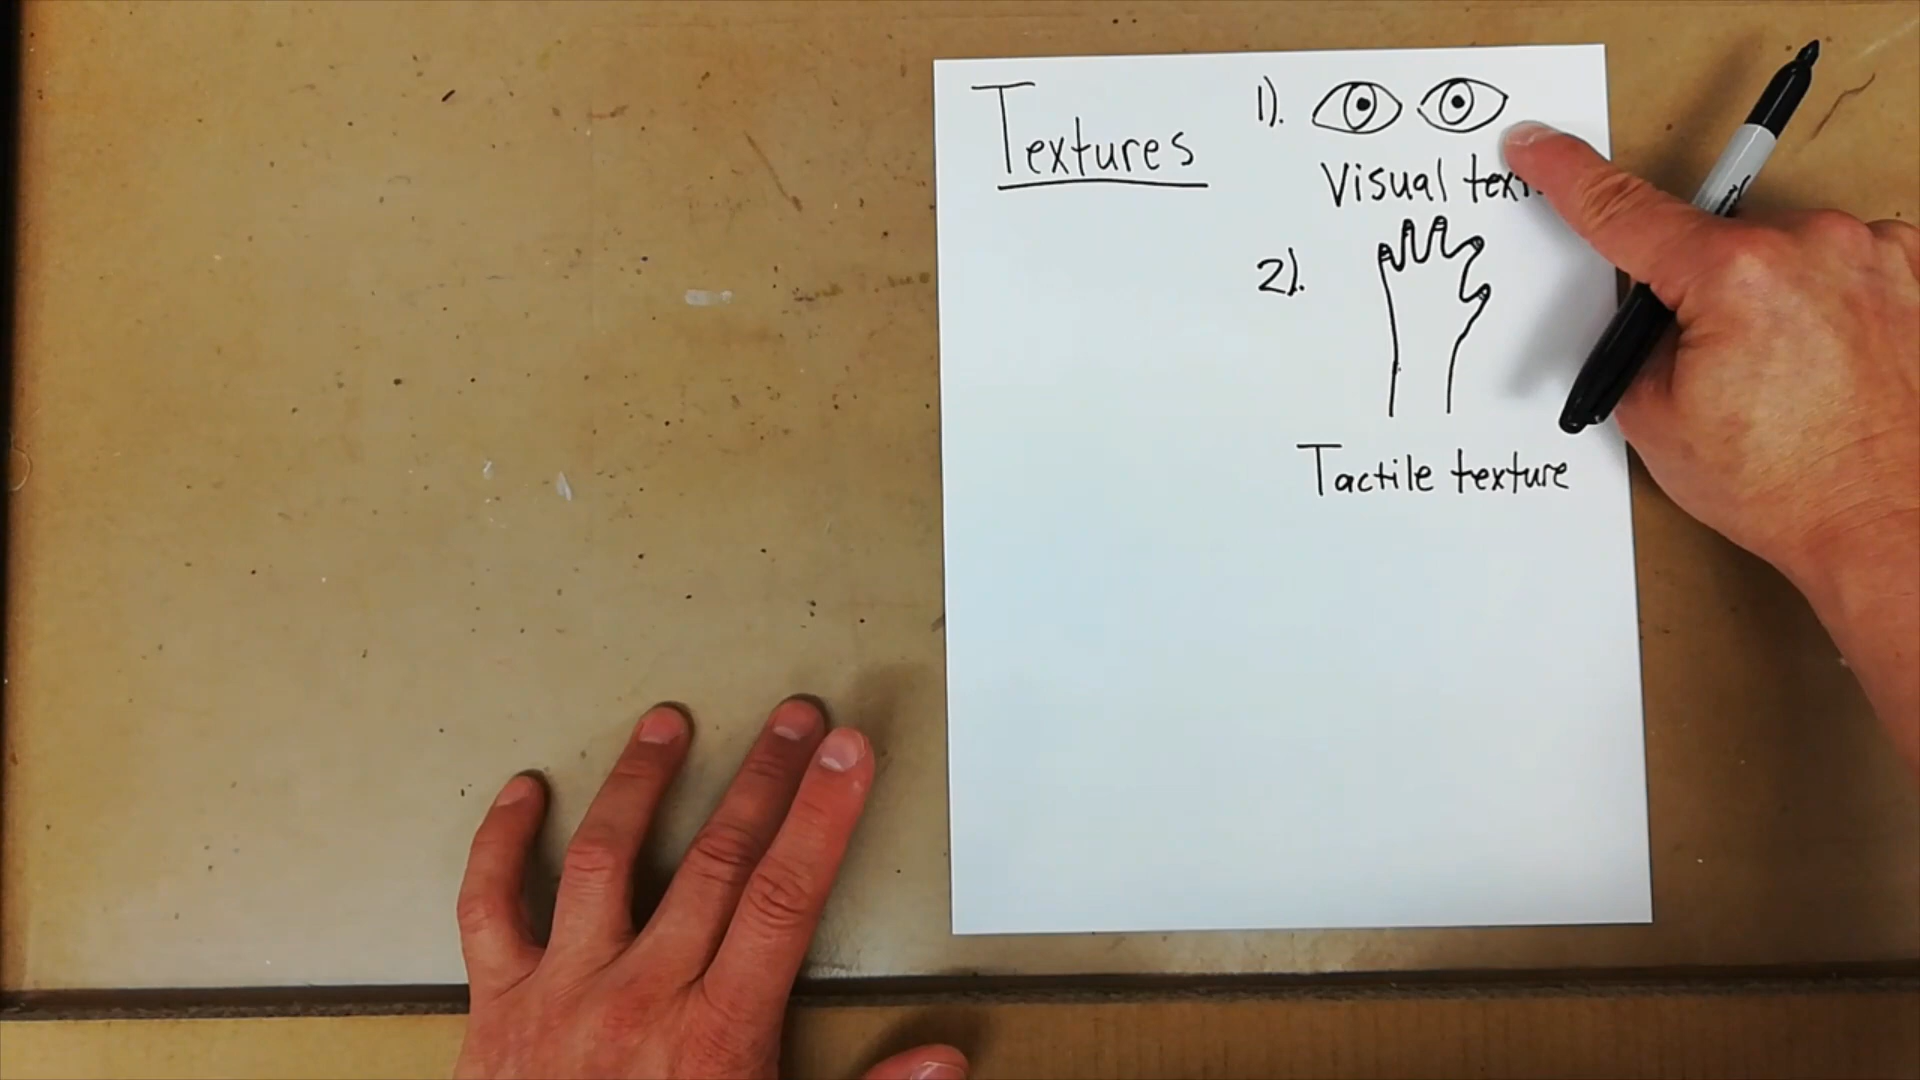 Textures
1).
Visual
2).
Tactile texture